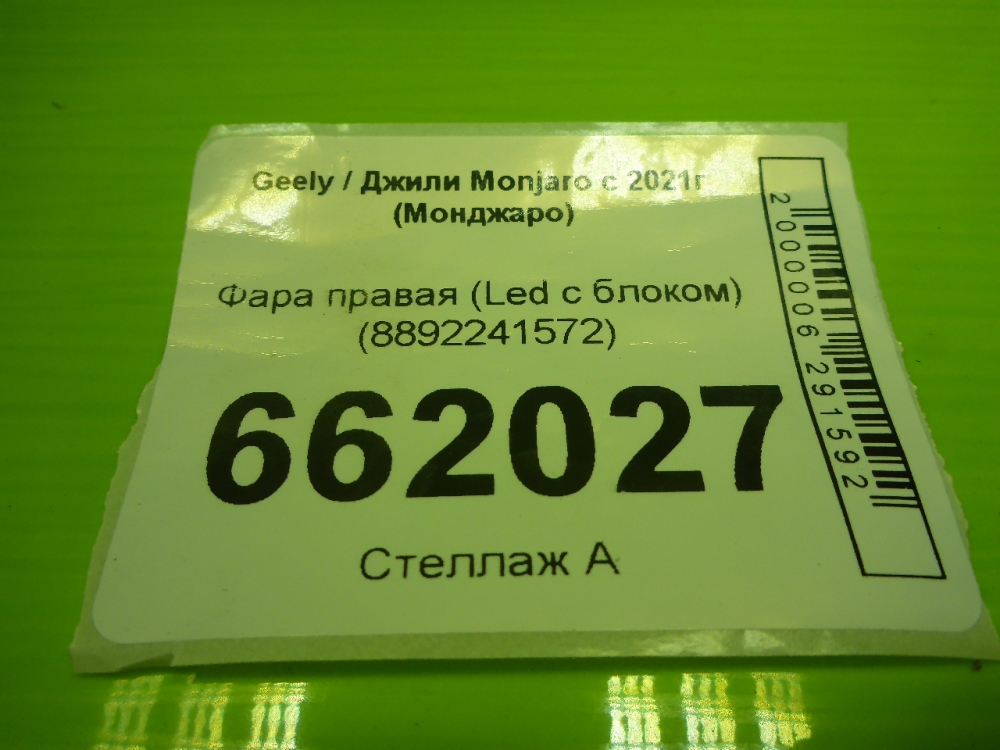 Geely / Джили Monjaro с 2021г
(Монджаро)
Фара правая (Led с блоком)
(8892241572)
662027
Стеллаж А
2000006291592